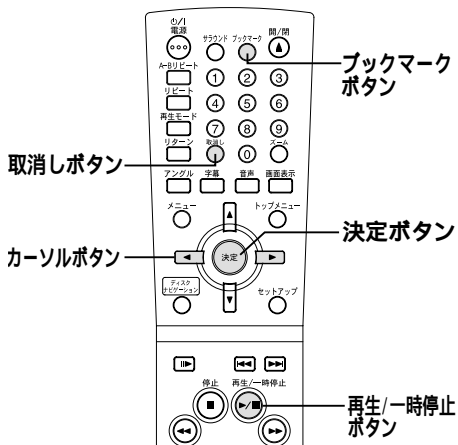 ⏻/I
電源
サラウンド
ブックマーク
開/閉
A-Bリピート
ブックマーク
ボタン
1
2
3
リピート
4
5
6
再生モード
7
8
9
リターン
取消し
0
ズーム
取消しボタン
アングル
字幕
音声
画面表示
メニュー
トップメニュー
決定ボタン
決定
カーソルボタン
ディスク
ナビゲーション
セットアップ
停止
再生/一時停止
再生/一時停止
ボタン